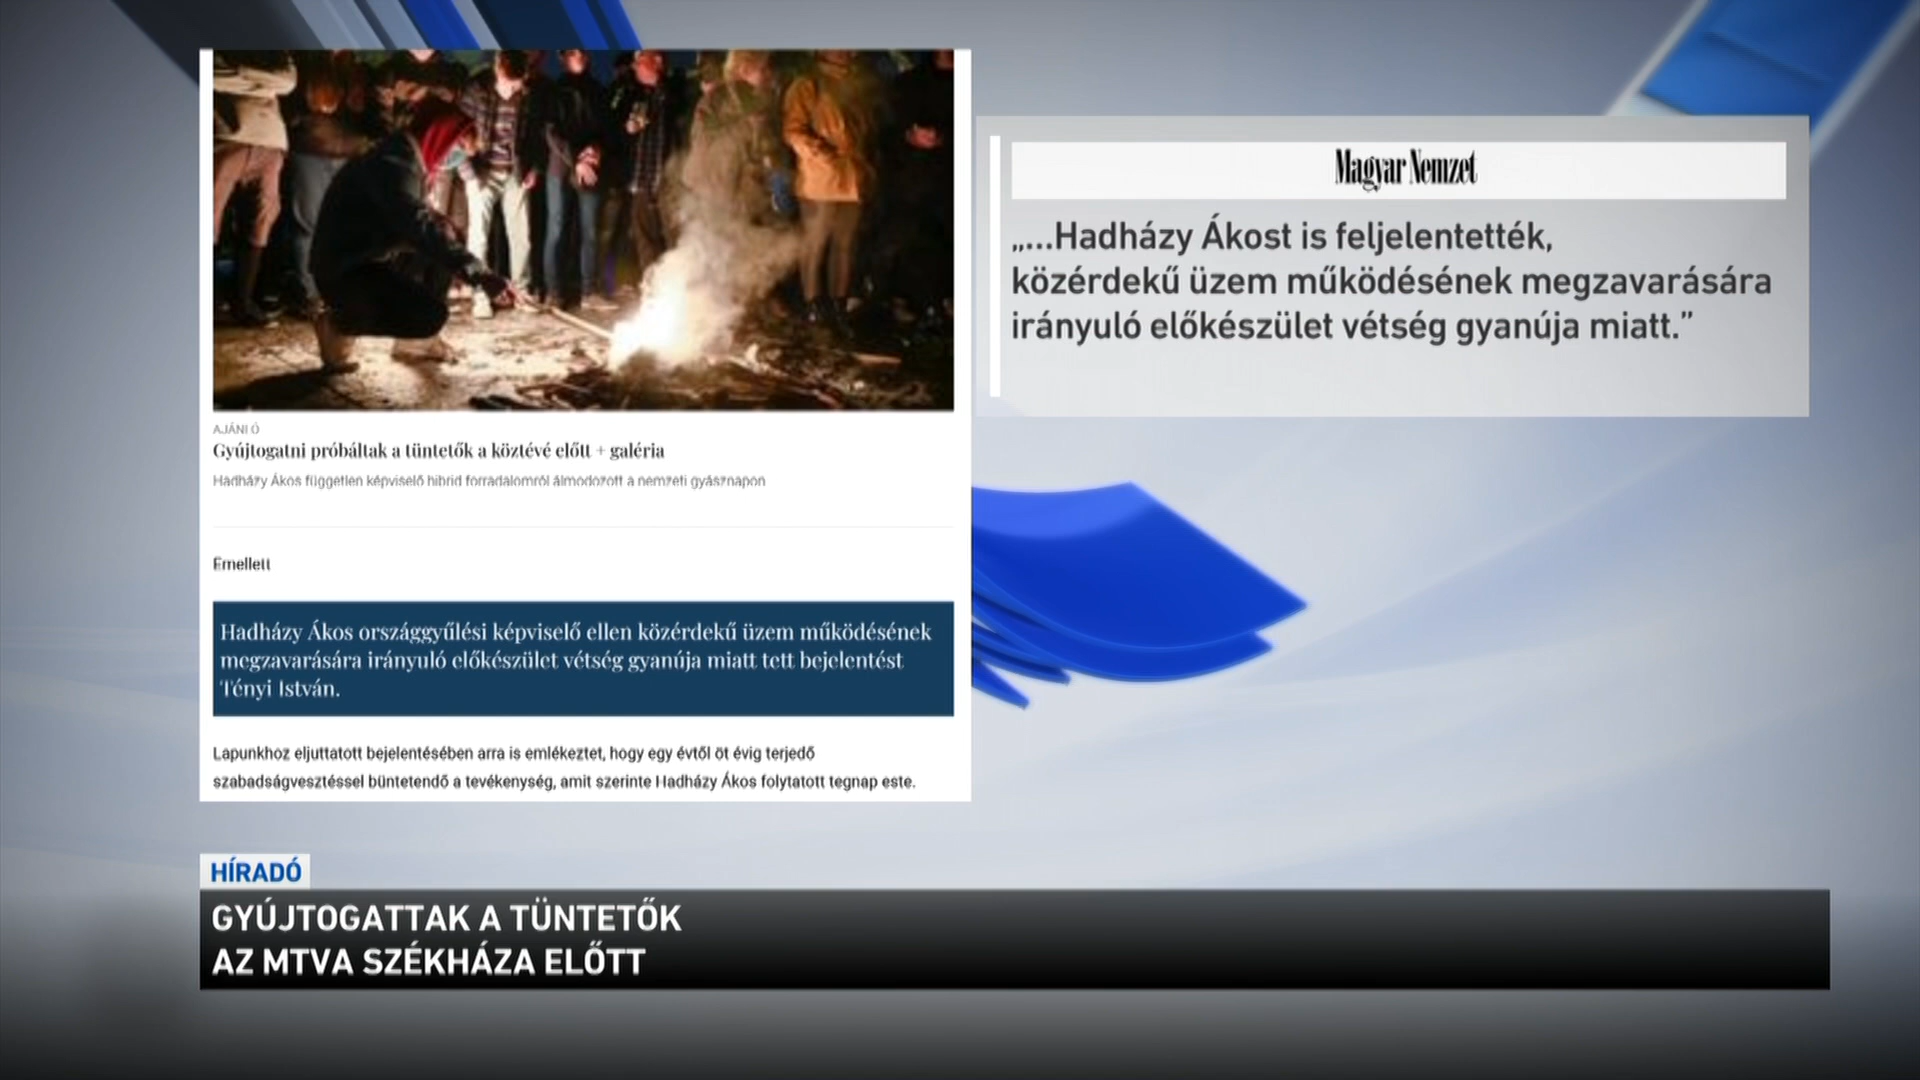 AJÁNLÓ
Gyújtogatni próbáltak a tüntetők a köztévé előtt + galéria
Hadházy Ákos független képviselő hibrid forradalomról álmodozott a nemzeti gyásznapon
Emellett
Hadházy Ákos országgyűlési képviselő ellen közérdekű üzem működésének
megzavarására irányuló előkészület vétség gyanúja miatt tett bejelentést
Tényi István.
Lapunkhoz eljuttatott bejelentésében arra is emlékeztet, hogy egy évtől öt évig terjedő
szabadságvesztéssel büntetendő a tevékenység, amit szerinte Hadházy Ákos folytatott tegnap este.
Magyar Nemzet
„...Hadházy Ákost is feljelentették,
közérdekű üzem működésének megzavarására
irányuló előkészület vétség gyanúja miatt.”
HÍRADÓ
GYÚJTOGATTAK A TÜNTETŐK
AZ MTVA SZÉKHÁZA ELŐTT